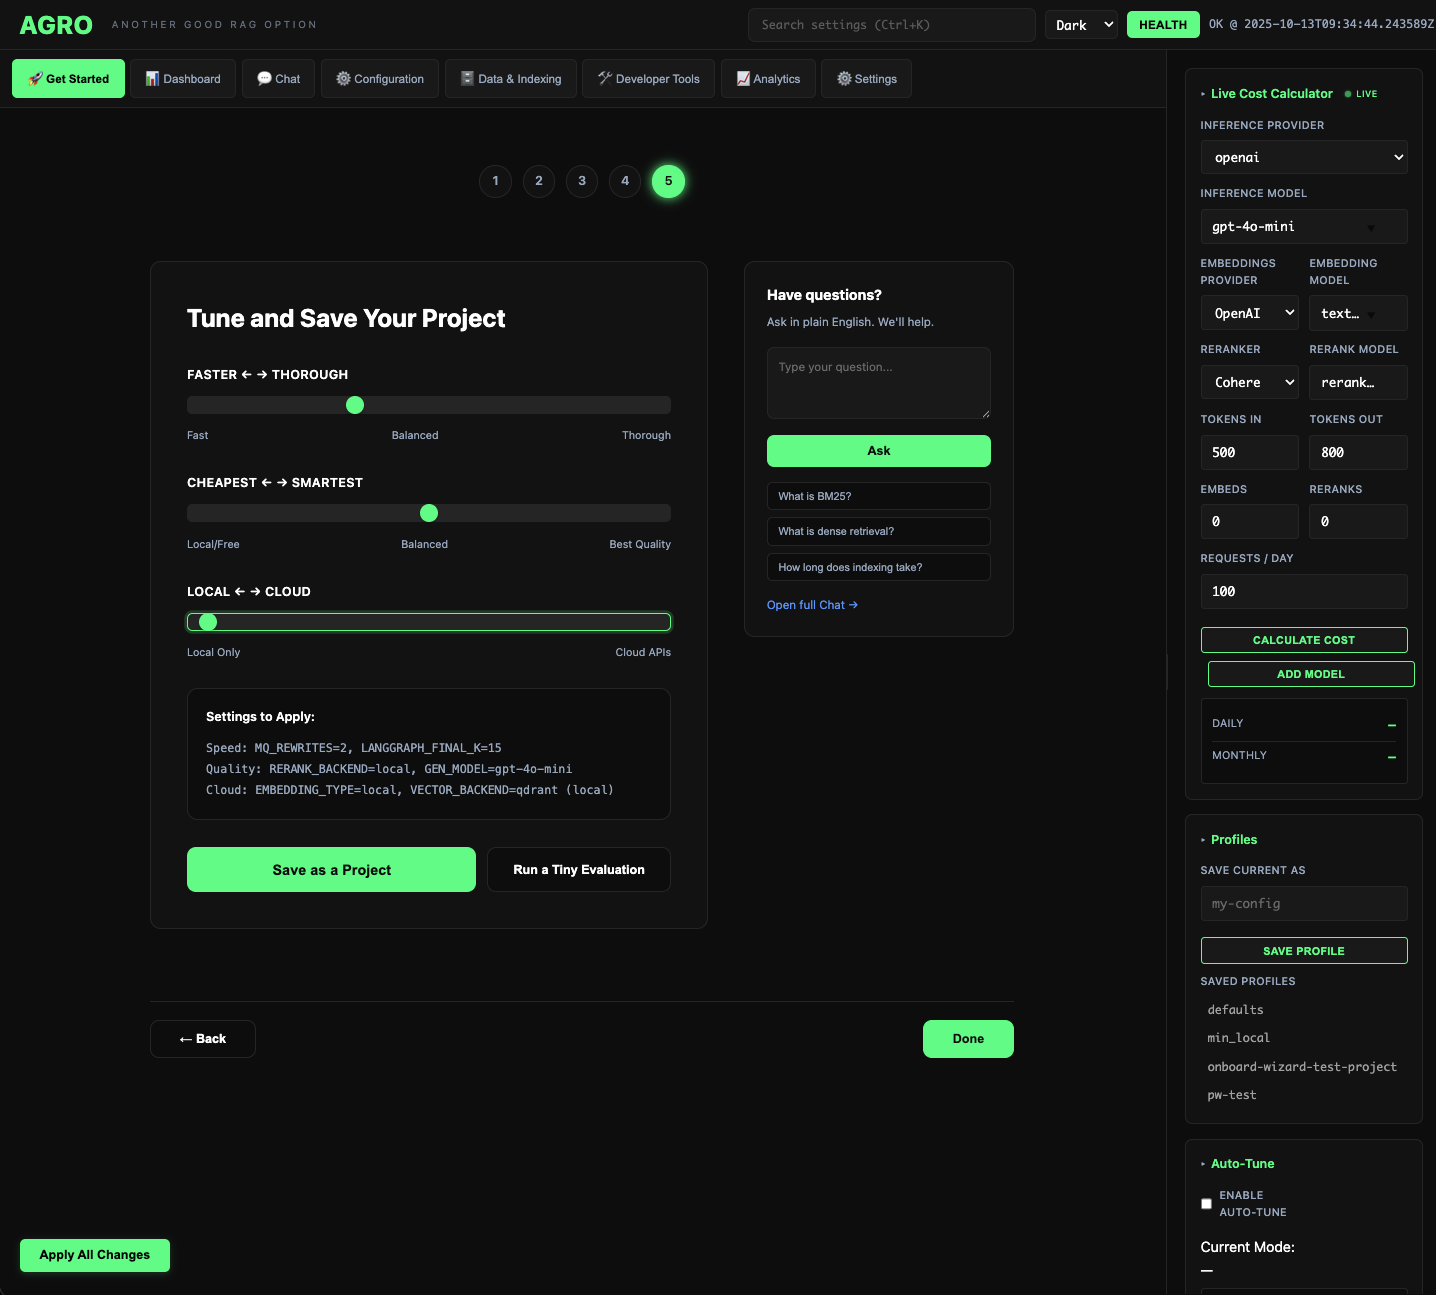 AGRO
ANOTHER GOOD RAG OPTION
Search settings (Ctrl+K)
Dark
HEALTH
OK @ 2025-10-13T09:34:44.243589Z
🚀 Get Started
📊 Dashboard
💬 Chat
⚙️ Configuration
🗄️ Data & Indexing
🛠️ Developer Tools
📈 Analytics
⚙️ Settings
1
2
3
4
5
Tune and Save Your Project
FASTER ← → THOROUGH
Fast
Balanced
Thorough
CHEAPEST ← → SMARTEST
Local/Free
Balanced
Best Quality
LOCAL ← → CLOUD
Local Only
Cloud APIs
Settings to Apply:
Speed: MQ_REWRITES=2, LANGGRAPH_FINAL_K=15
Quality: RERANK_BACKEND=local, GEN_MODEL=gpt-4o-mini
Cloud: EMBEDDING_TYPE=local, VECTOR_BACKEND=qdrant (local)
Save as a Project
Run a Tiny Evaluation
Have questions?
Ask in plain English. We'll help.
Type your question...
Ask
What is BM25?
What is dense retrieval?
How long does indexing take?
Open full Chat →
← Back
Done
Apply All Changes
Live Cost Calculator
LIVE
INFERENCE PROVIDER
openai
INFERENCE MODEL
gpt-4o-mini
EMBEDDINGS PROVIDER
EMBEDDING MODEL
OpenAI
text…
RERANKER
RERANK MODEL
Cohere
rerank…
TOKENS IN
TOKENS OUT
500
800
EMBEDS
RERANKS
0
0
REQUESTS / DAY
100
CALCULATE COST
ADD MODEL
DAILY
—
MONTHLY
—
Profiles
SAVE CURRENT AS
my-config
SAVE PROFILE
SAVED PROFILES
defaults
min_local
onboard-wizard-test-project
pw-test
Auto-Tune
ENABLE
AUTO-TUNE
Current Mode:
—